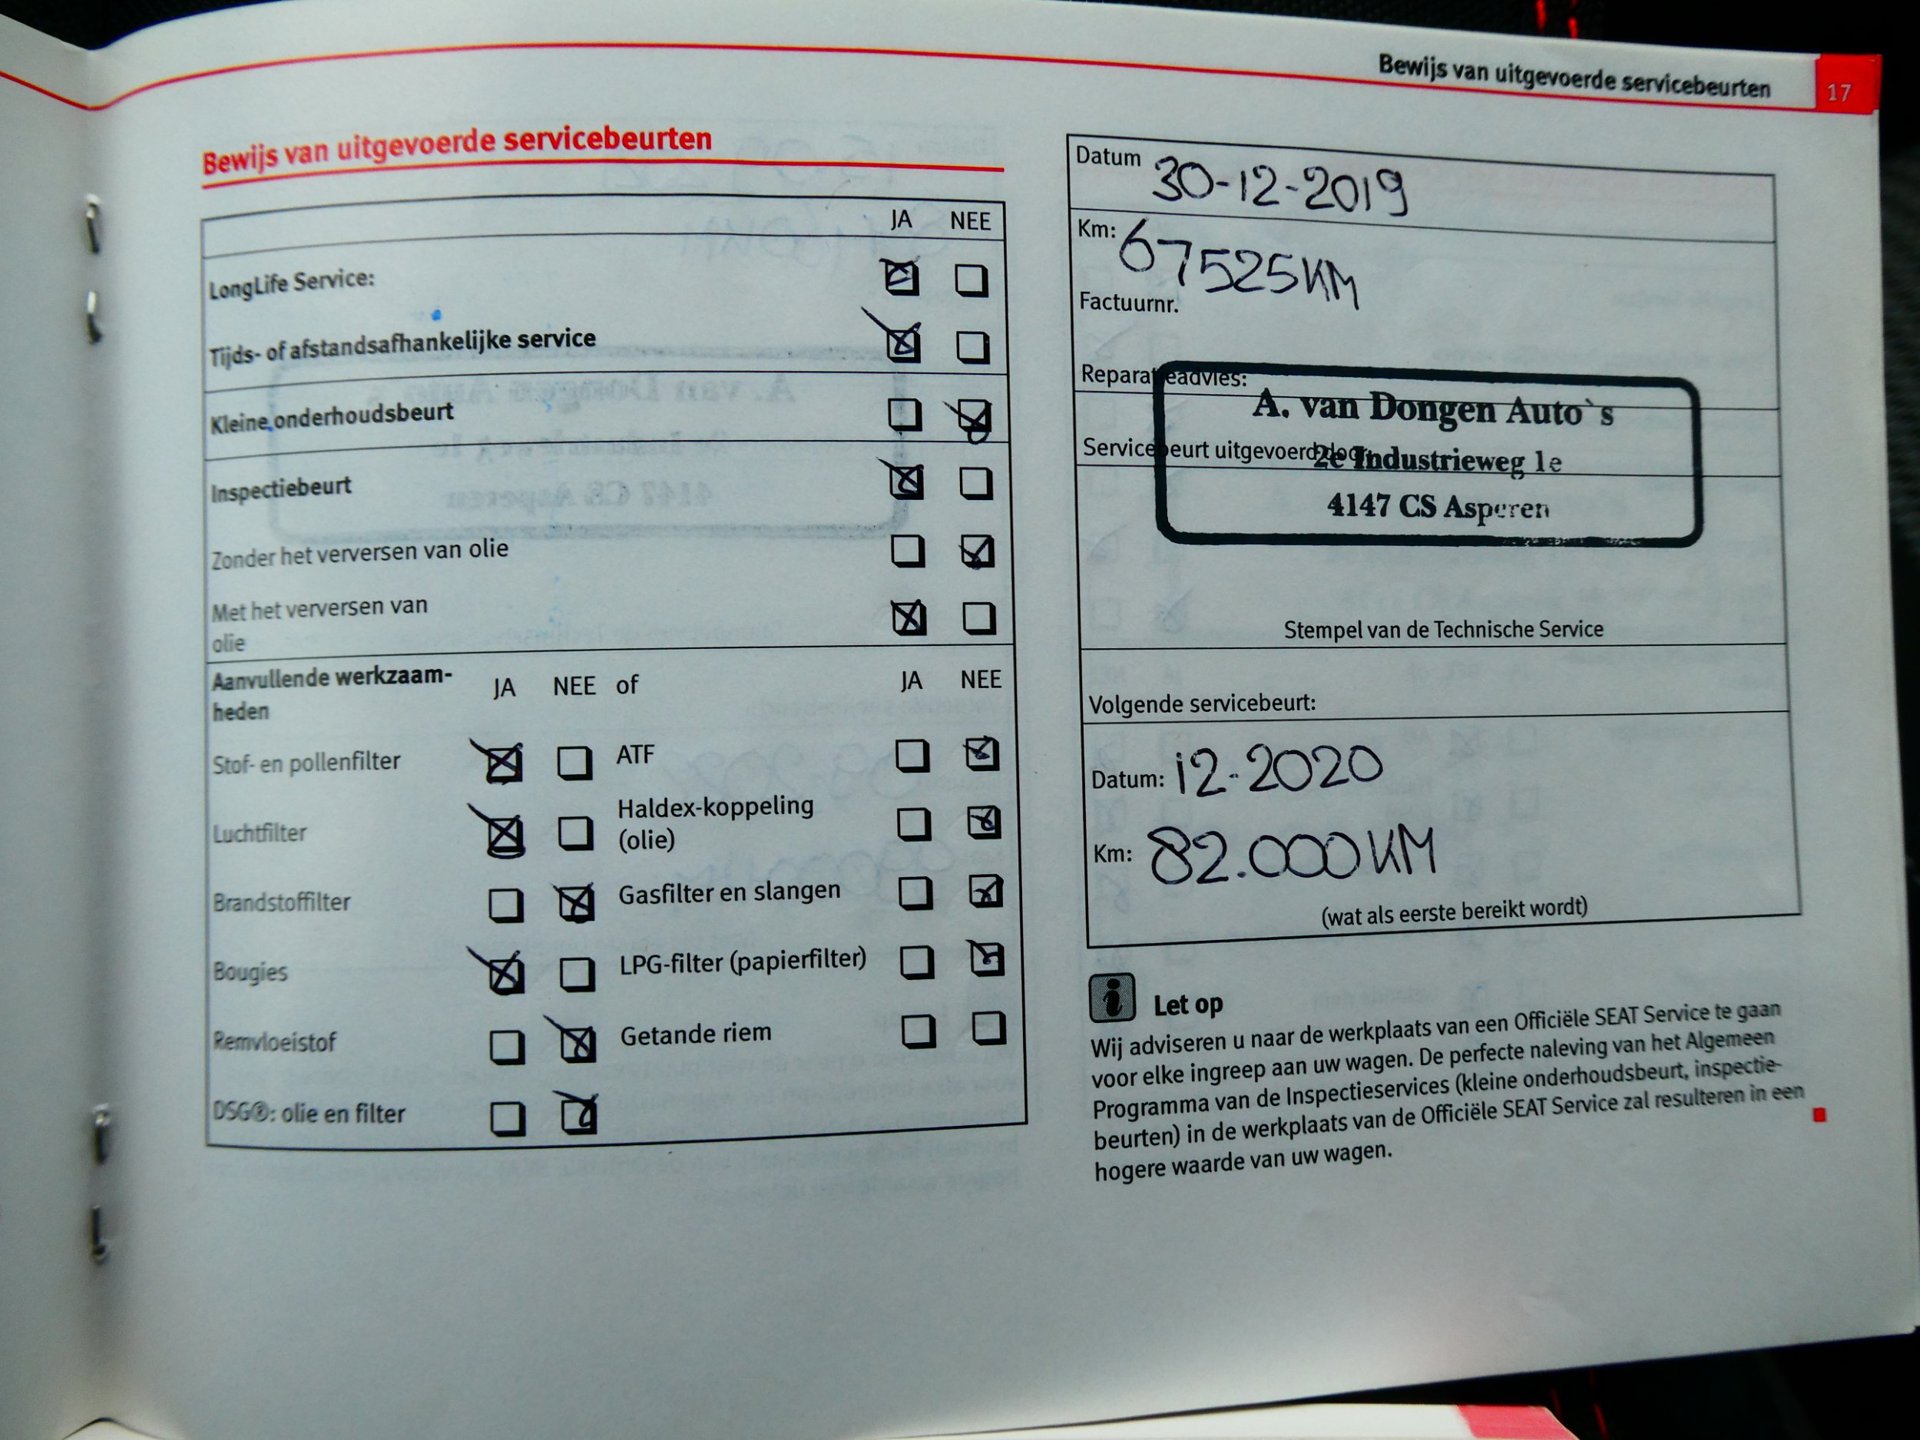 Bewijs van uitgevoerde servicebeurten 17
Bewijs van uitgevoerde servicebeurten
JA NEE
LongLife Service:
Tijds- of afstandsafhankelijke service
Kleine onderhoudsbeurt
Inspectiebeurt
Zonder het verversen van olie
Met het verversen van
olie
Aanvullende werkzaam-
heden
JA NEE of JA NEE
Stof- en pollenfilter ATF
Luchtfilter Haldex-koppeling
(olie)
Brandstoffilter Gasfilter en slangen
Bougies LPG-filter (papierfilter)
Remvloeistof Getande riem
DSG®: olie en filter
Datum 30-12-2019
Km: 67525KM
Factuurnr.
Reparatieadvies:
A. van Dongen Auto`s
Servicebeurt uitgevoerd
2e Industrieweg 1e
4147 CS Asperen
Stempel van de Technische Service
Volgende servicebeurt:
Datum: 12-2020
Km: 82.000KM
(wat als eerste bereikt wordt)
i Let op
Wij adviseren u naar de werkplaats van een Officiële SEAT Service te gaan
voor elke ingreep aan uw wagen. De perfecte naleving van het Algemeen
Programma van de Inspectieservices (kleine onderhoudsbeurt, inspectie-
beurten) in de werkplaats van de Officiële SEAT Service zal resulteren in een
hogere waarde van uw wagen.